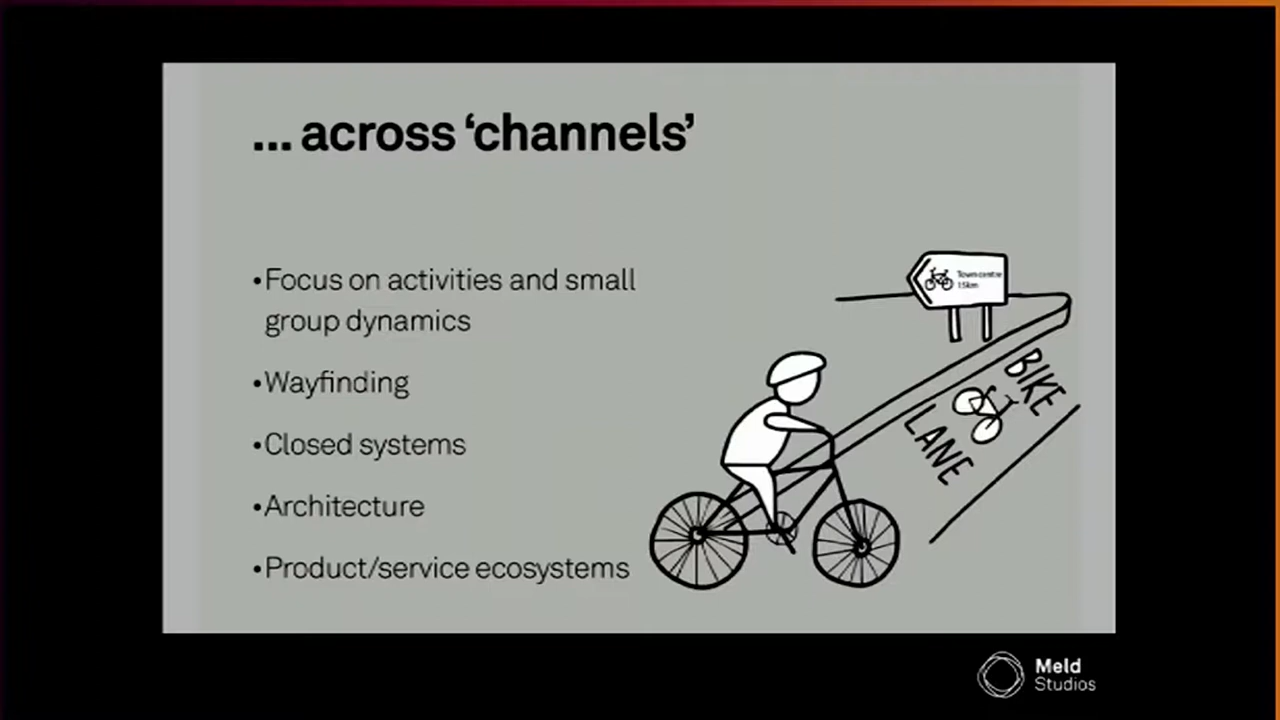 ... across ‘channels’
•Focus on activities and small
group dynamics
•Wayfinding
•Closed systems
•Architecture
•Product/service ecosystems
Town centre
15km
BIKE
LANE
Meld
Studios